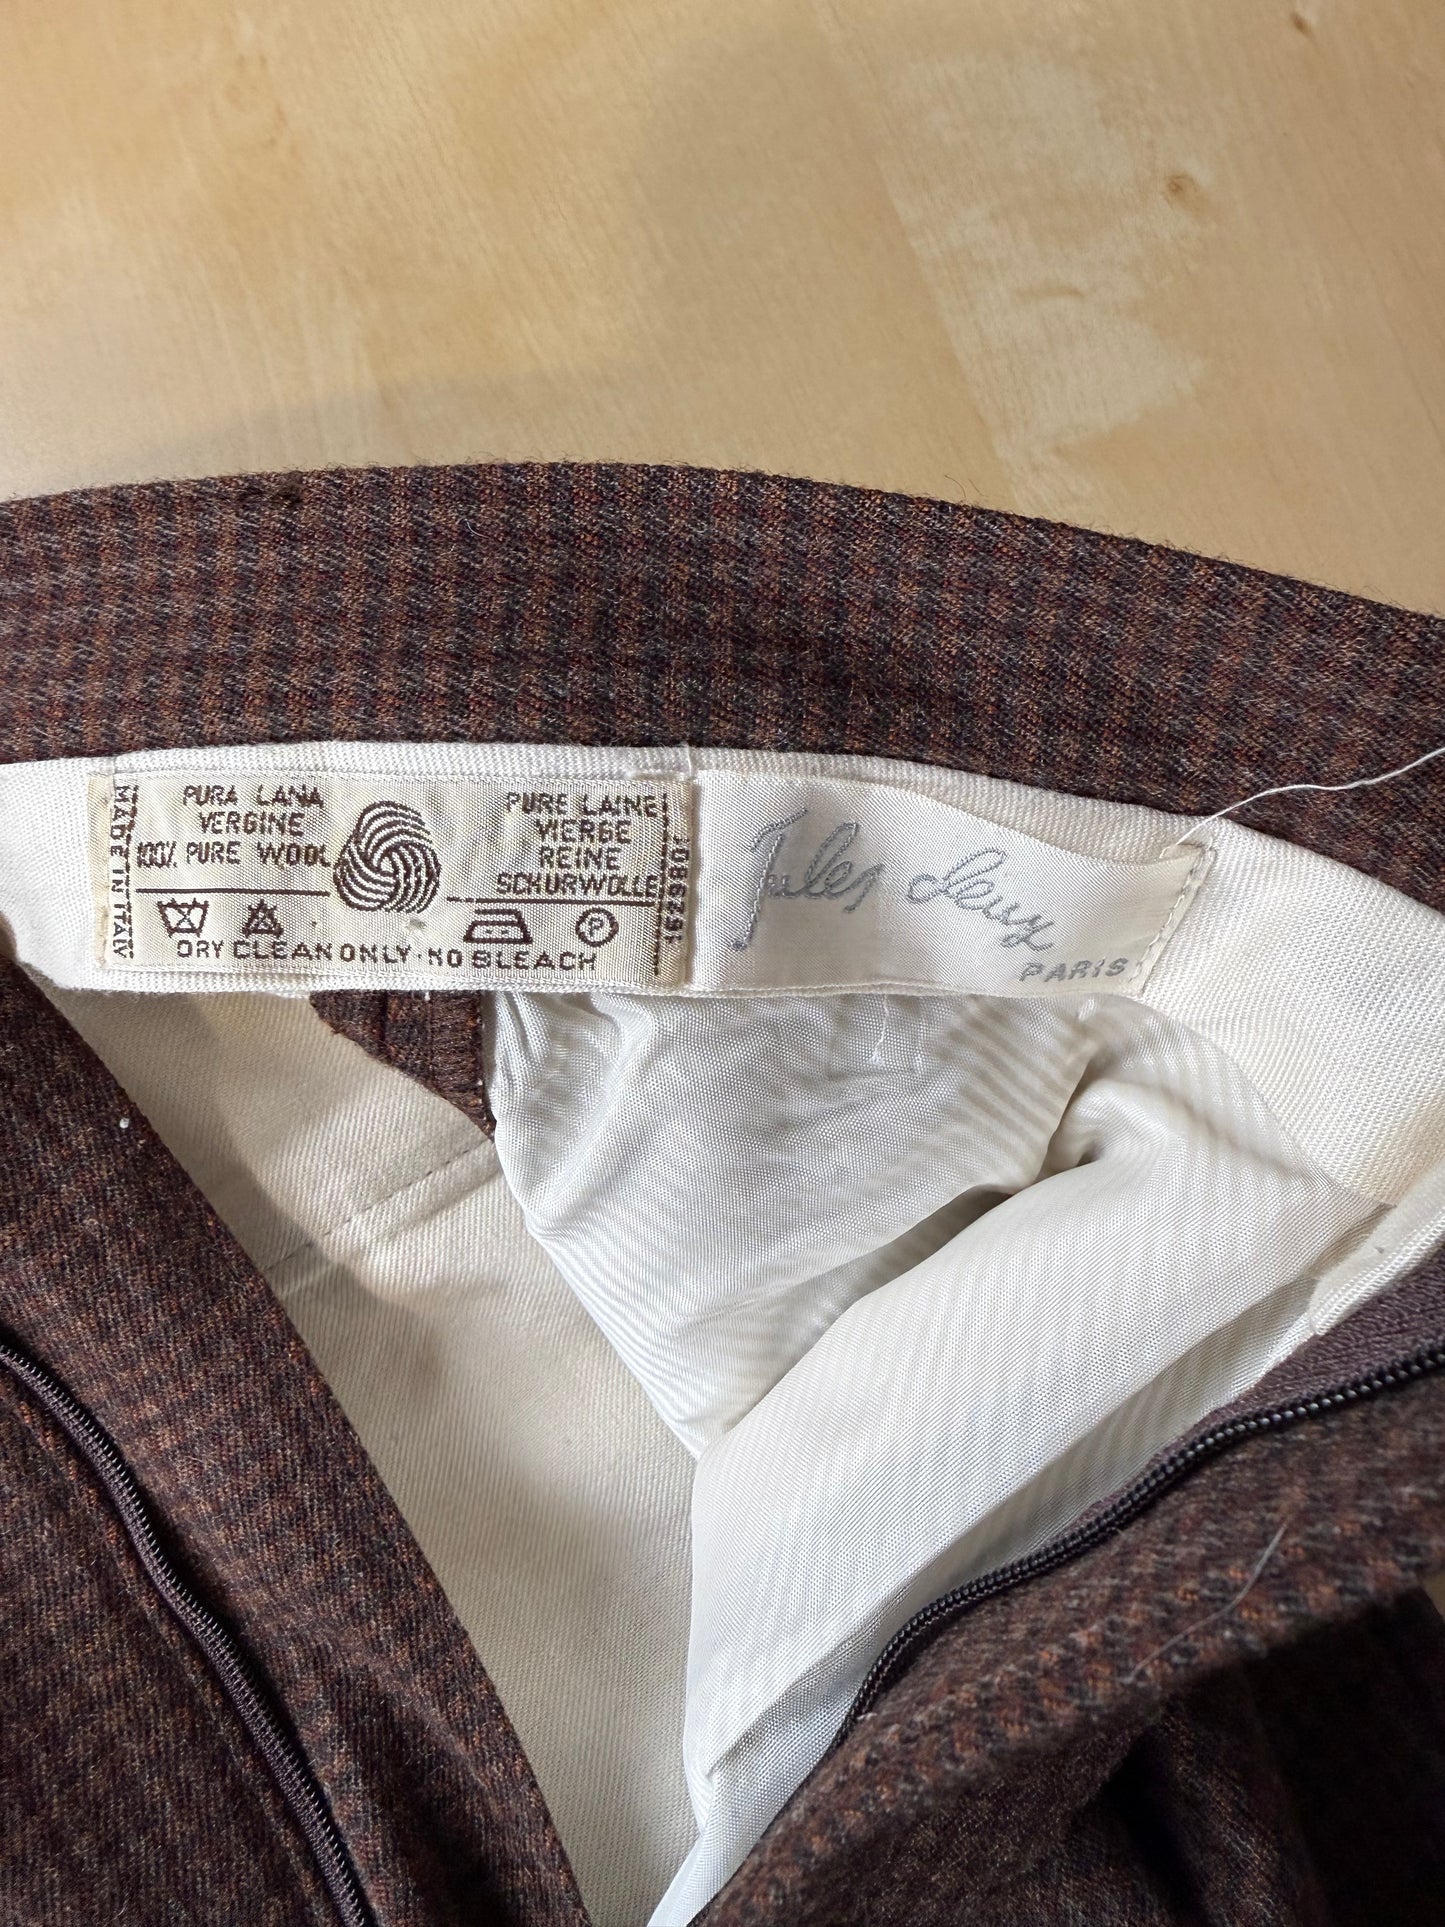 MADE IN ITALY
PURA LANA
VERGINE
100% PURE WOOL
PURE LAINE
VIERGE
REINE
SCHURWOLLE
P
DRY CLEAN ONLY · NO BLEACH
Jules Leuy
PARIS